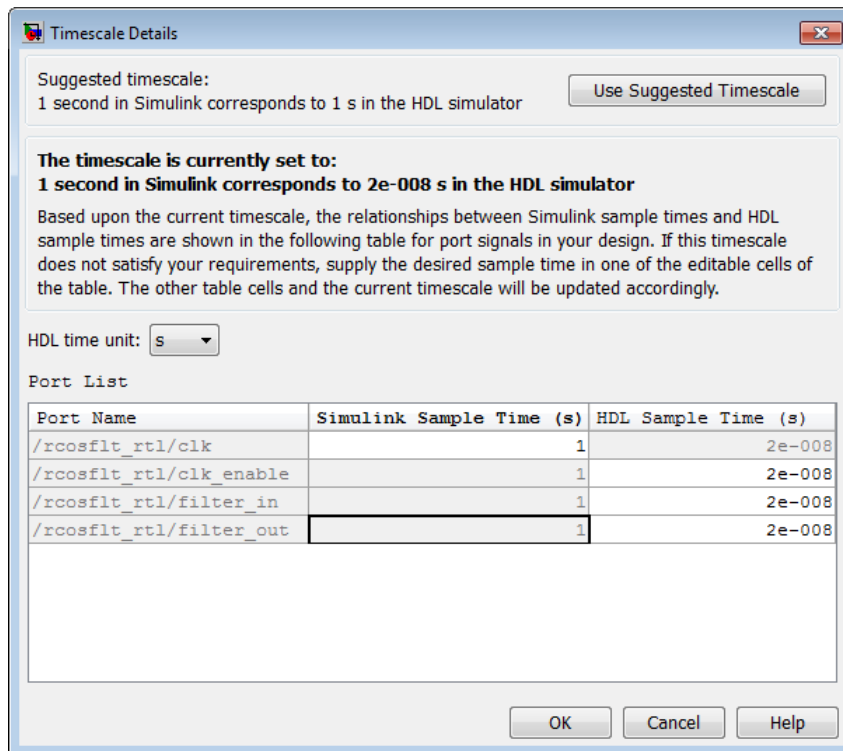 Timescale Details
Suggested timescale:
1 second in Simulink corresponds to 1 s in the HDL simulator
Use Suggested Timescale
The timescale is currently set to:
1 second in Simulink corresponds to 2e-008 s in the HDL simulator
Based upon the current timescale, the relationships between Simulink sample times and HDL
sample times are shown in the following table for port signals in your design. If this timescale
does not satisfy your requirements, supply the desired sample time in one of the editable cells of
the table. The other table cells and the current timescale will be updated accordingly.
HDL time unit: s
Port List
Port Name Simulink Sample Time (s) HDL Sample Time (s)
/rcosflt_rtl/clk 1 2e-008
/rcosflt_rtl/clk_enable 1 2e-008
/rcosflt_rtl/filter_in 1 2e-008
/rcosflt_rtl/filter_out 1 2e-008
OK Cancel Help